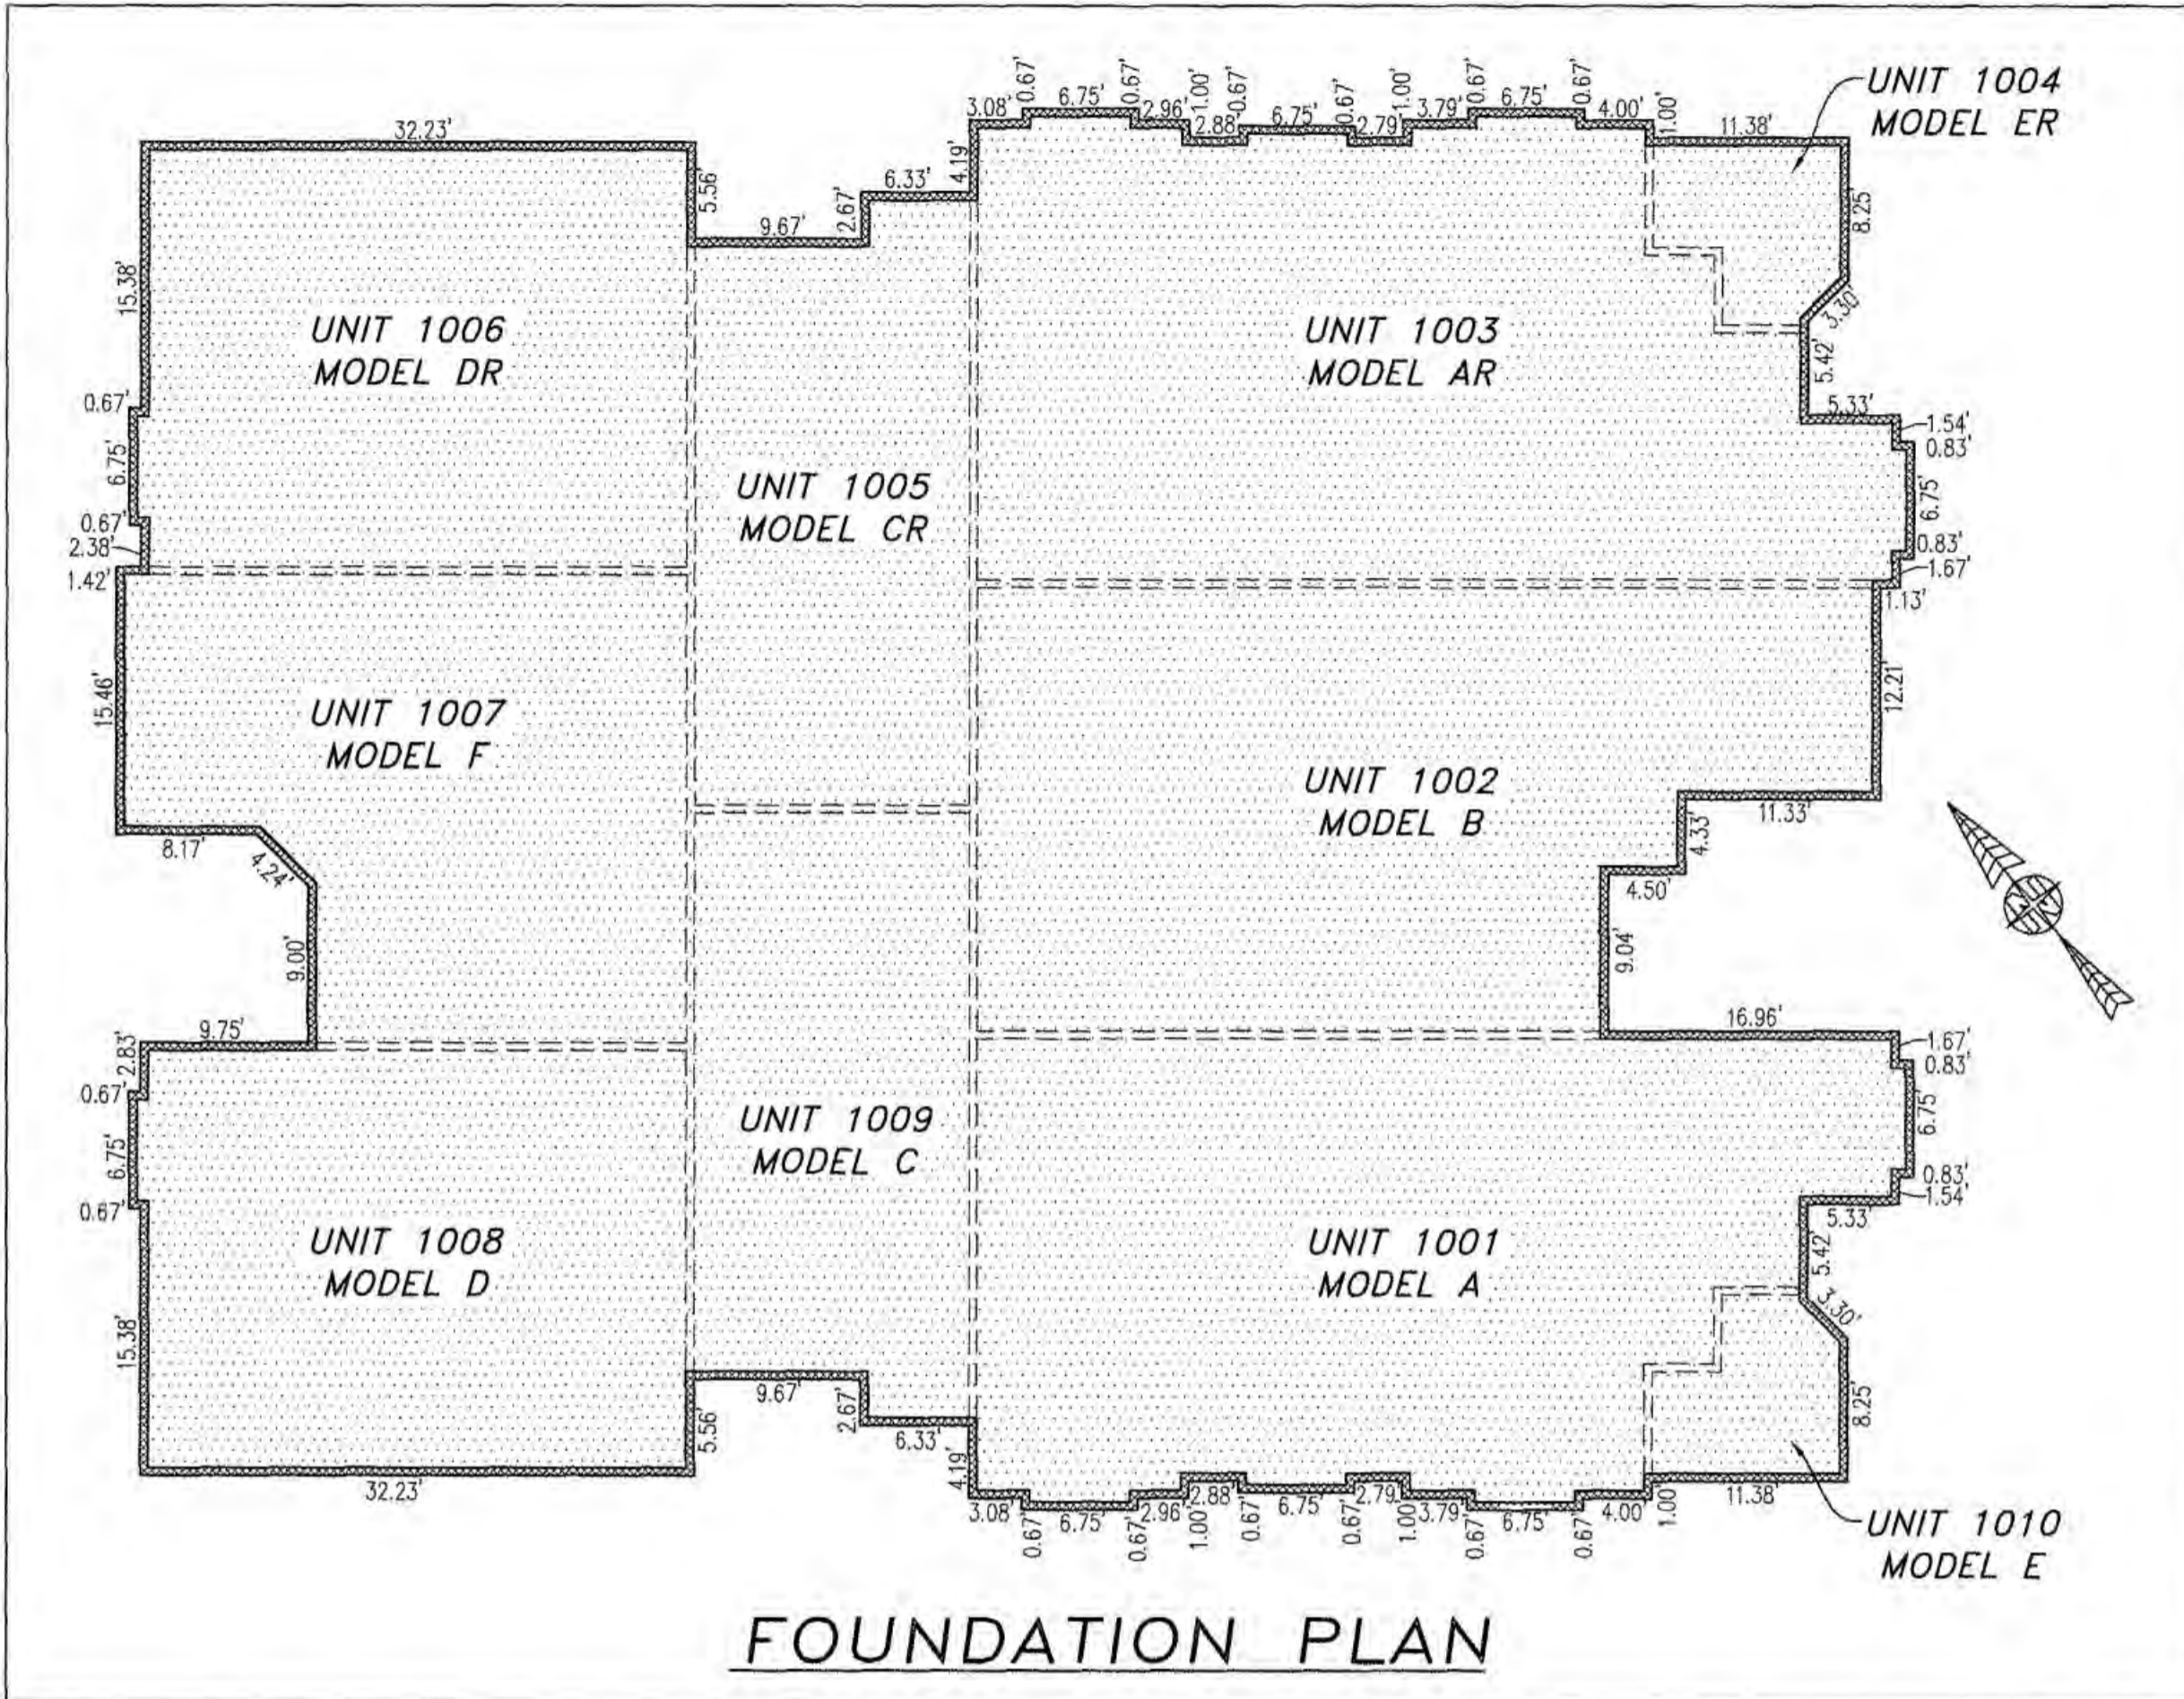 0.67' 0.67' 1.00' 0.67' 0.67' 1.00' 0.67' 0.67'
3.08' 6.75' 2.96' 2.88' 6.75' 2.79' 3.79' 6.75' 4.00' 1.00' 11.38'
UNIT 1004
MODEL ER
32.23'
5.56'
9.67'
2.67'
6.33'
4.19'
8.25'
3.30'
5.42'
5.33'
1.54'
0.83'
6.75'
0.83'
1.67'
1.13'
15.38'
UNIT 1006
MODEL DR
UNIT 1003
MODEL AR
0.67'
6.75'
0.67'
2.38'
1.42'
UNIT 1005
MODEL CR
15.46'
UNIT 1007
MODEL F
12.21'
UNIT 1002
MODEL B
11.33'
4.33'
4.50'
9.04'
8.17'
4.24'
9.00'
9.75'
16.96'
2.83'
0.67'
6.75'
0.67'
1.67'
0.83'
6.75'
0.83'
1.54'
5.33'
UNIT 1009
MODEL C
UNIT 1008
MODEL D
UNIT 1001
MODEL A
5.42'
3.30'
8.25'
15.38'
9.67'
2.67'
5.56'
6.33'
4.19'
32.23'
3.08' 6.75' 2.96' 2.88' 6.75' 2.79' 3.79' 6.75' 4.00' 1.00' 11.38'
0.67' 0.67' 1.00' 0.67' 0.67' 1.00' 0.67' 0.67'
UNIT 1010
MODEL E
FOUNDATION PLAN